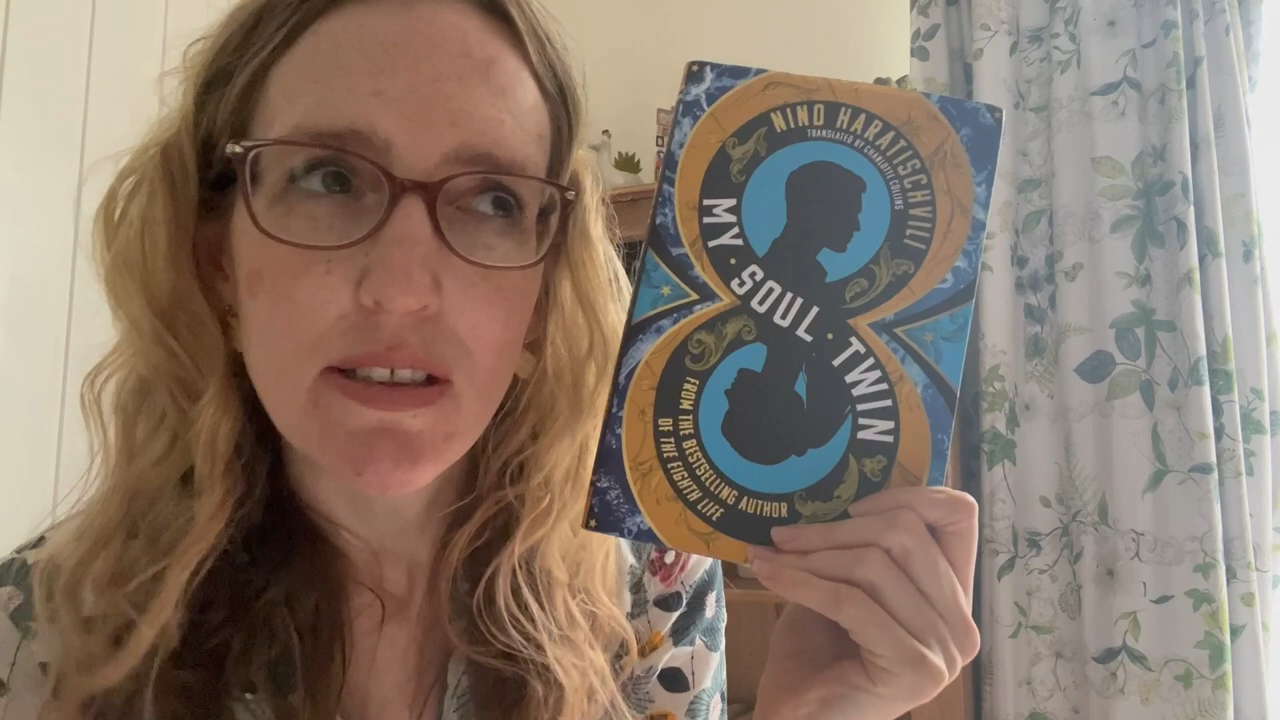 NINO HARATISCHVILI
TRANSLATED BY CHARLOTTE COLLINS
MY · SOUL · TWIN
FROM THE BESTSELLING AUTHOR
OF THE EIGHTH LIFE